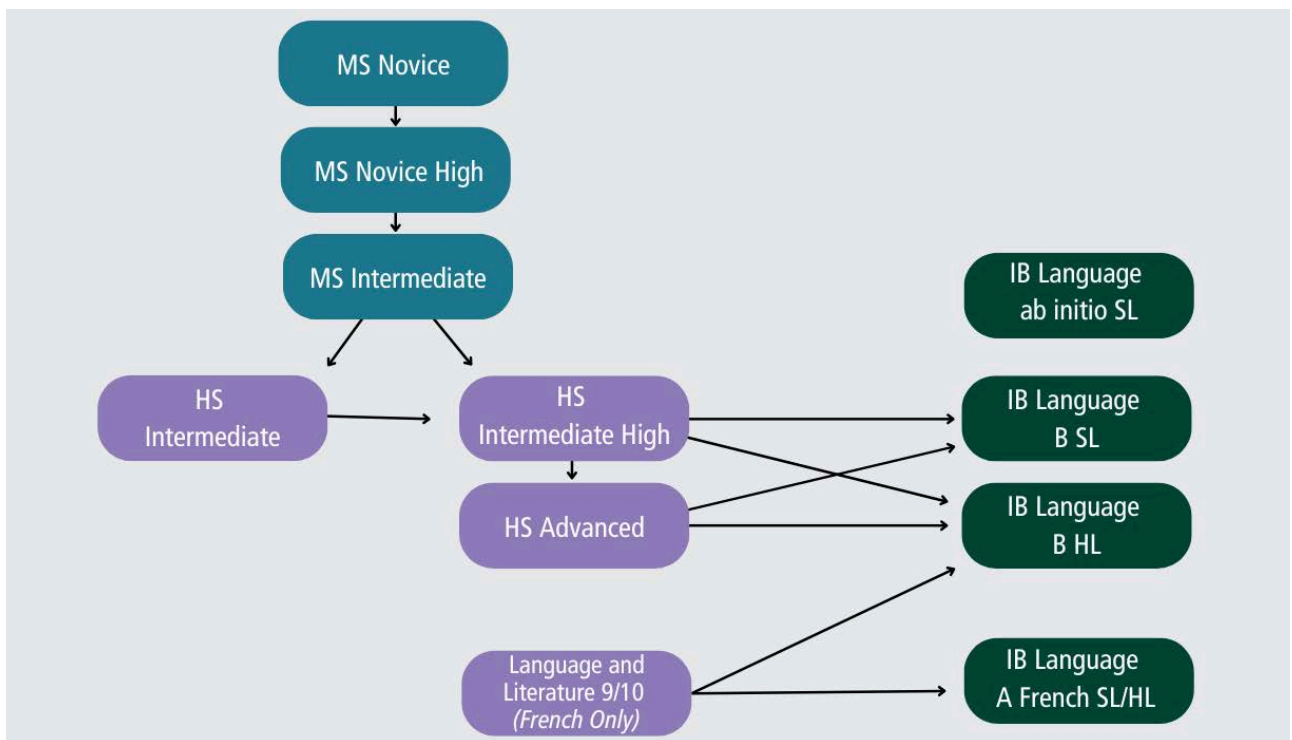 MS Novice
MS Novice High
MS Intermediate
IB Language
ab initio SL
HS
Intermediate
HS
Intermediate High
IB Language
B SL
HS Advanced
IB Language
B HL
Language and
Literature 9/10
(French Only)
IB Language
A French SL/HL